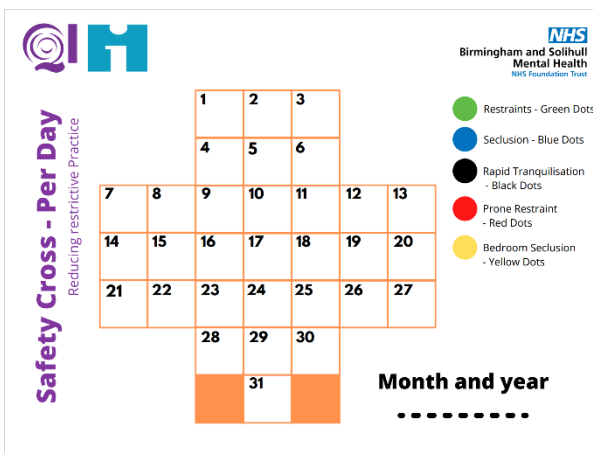 QI
NHS
Birmingham and Solihull
Mental Health
NHS Foundation Trust
Safety Cross - Per Day
Reducing restrictive Practice
1 2 3
4 5 6
7 8 9 10 11 12 13
14 15 16 17 18 19 20
21 22 23 24 25 26 27
28 29 30
31
Restraints - Green Dots
Seclusion - Blue Dots
Rapid Tranquilisation
- Black Dots
Prone Restraint
- Red Dots
Bedroom Seclusion
- Yellow Dots
Month and year